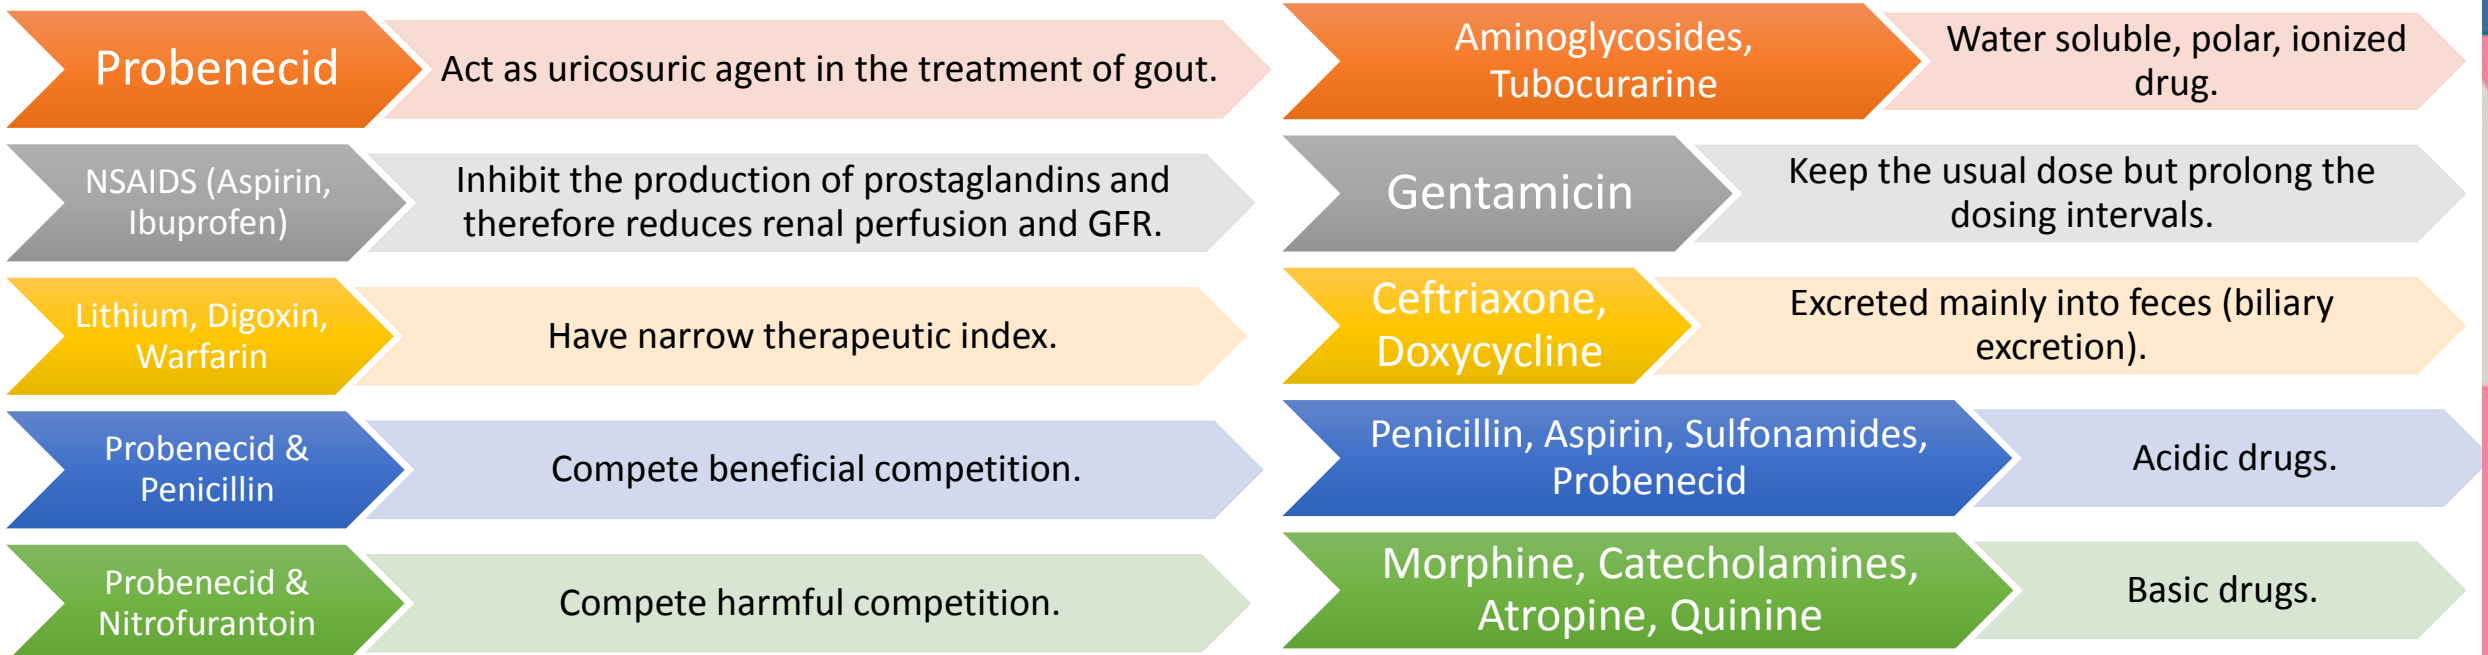 Probenecid
Act as uricosuric agent in the treatment of gout.
NSAIDS (Aspirin,
Ibuprofen)
Inhibit the production of prostaglandins and
therefore reduces renal perfusion and GFR.
Lithium, Digoxin,
Warfarin
Have narrow therapeutic index.
Probenecid &
Penicillin
Compete beneficial competition.
Probenecid &
Nitrofurantoin
Compete harmful competition.
Aminoglycosides,
Tubocurarine
Water soluble, polar, ionized
drug.
Gentamicin
Keep the usual dose but prolong the
dosing intervals.
Ceftriaxone,
Doxycycline
Excreted mainly into feces (biliary
excretion).
Penicillin, Aspirin, Sulfonamides,
Probenecid
Acidic drugs.
Morphine, Catecholamines,
Atropine, Quinine
Basic drugs.